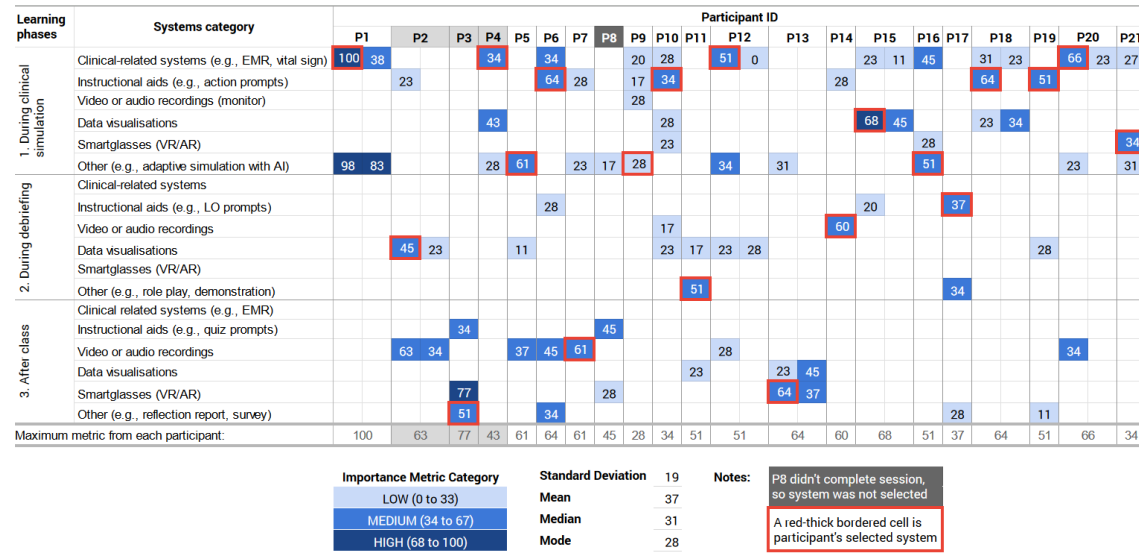 Learning phases Systems category Participant ID
P1 P2 P3 P4 P5 P6 P7 P8 P9 P10 P11 P12 P13 P14 P15 P16 P17 P18 P19 P20 P21
1. During clinical simulation
Clinical-related systems (e.g., EMR, vital sign) 100 38 34 34 20 28 51 0 23 11 45 31 23 66 23 27
Instructional aids (e.g., action prompts) 23 64 28 17 34 28 64 51
Video or audio recordings (monitor) 28
Data visualisations 43 28 68 45 23 34
Smartglasses (VR/AR) 23 28 34
Other (e.g., adaptive simulation with AI) 98 83 28 61 23 17 28 34 31 51 23 31
2. During debriefing
Clinical-related systems
Instructional aids (e.g., LO prompts) 28 20 37
Video or audio recordings 17 60
Data visualisations 45 23 11 23 17 23 28 28
Smartglasses (VR/AR)
Other (e.g., role play, demonstration) 51 34
3. After class
Clinical related systems (e.g., EMR)
Instructional aids (e.g., quiz prompts) 34 45
Video or audio recordings 63 34 37 45 61 28 34
Data visualisations 23 23 45
Smartglasses (VR/AR) 77 28 64 37
Other (e.g., reflection report, survey) 51 34 28 11
Maximum metric from each participant: 100 63 77 43 61 64 61 45 28 34 51 51 64 60 68 51 37 64 51 66 34
Importance Metric Category
LOW (0 to 33)
MEDIUM (34 to 67)
HIGH (68 to 100)
Standard Deviation 19
Mean 37
Median 31
Mode 28
Notes:
P8 didn't complete session,
so system was not selected
A red-thick bordered cell is
participant's selected system